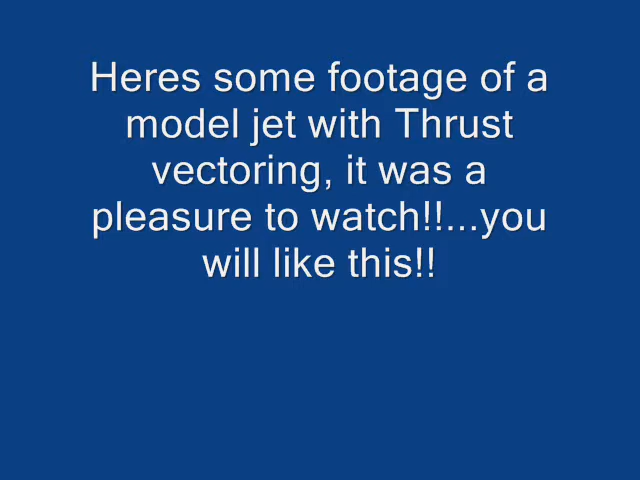 Heres some footage of a
model jet with Thrust
vectoring, it was a
pleasure to watch!!...you
will like this!!